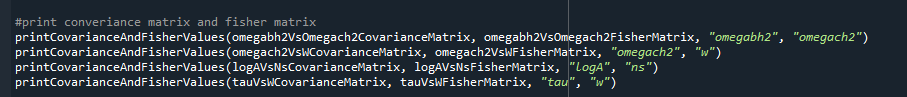 #print converiance matrix and fisher matrix
printCovarianceAndFisherValues(omegabh2VsOmegach2CovarianceMatrix, omegabh2VsOmegach2FisherMatrix, "omegabh2", "omegach2")
printCovarianceAndFisherValues(omegach2VsWCovarianceMatrix, omegach2VsWFisherMatrix, "omegach2", "w")
printCovarianceAndFisherValues(logAVsNsCovarianceMatrix, logAVsNsFisherMatrix, "logA", "ns")
printCovarianceAndFisherValues(tauVsWCovarianceMatrix, tauVsWFisherMatrix, "tau", "w")